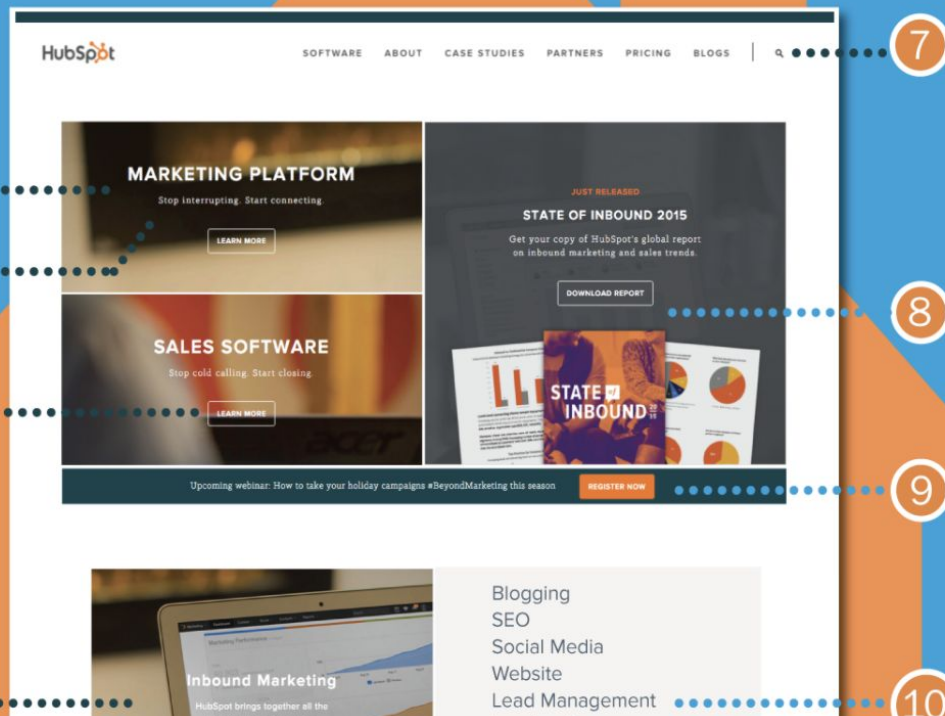 HubSpot
SOFTWARE ABOUT CASE STUDIES PARTNERS PRICING BLOGS
7
MARKETING PLATFORM
Stop interrupting. Start connecting.
LEARN MORE
JUST RELEASED
STATE OF INBOUND 2015
Get your copy of HubSpot's global report
on inbound marketing and sales trends.
DOWNLOAD REPORT
8
SALES SOFTWARE
Stop cold calling. Start closing.
LEARN MORE
acer
STATE of
INBOUND
Upcoming webinar: How to take your holiday campaigns #BeyondMarketing this season
REGISTER NOW
9
Marketing Performance
Inbound Marketing
HubSpot brings together all the
Blogging
SEO
Social Media
Website
Lead Management
10